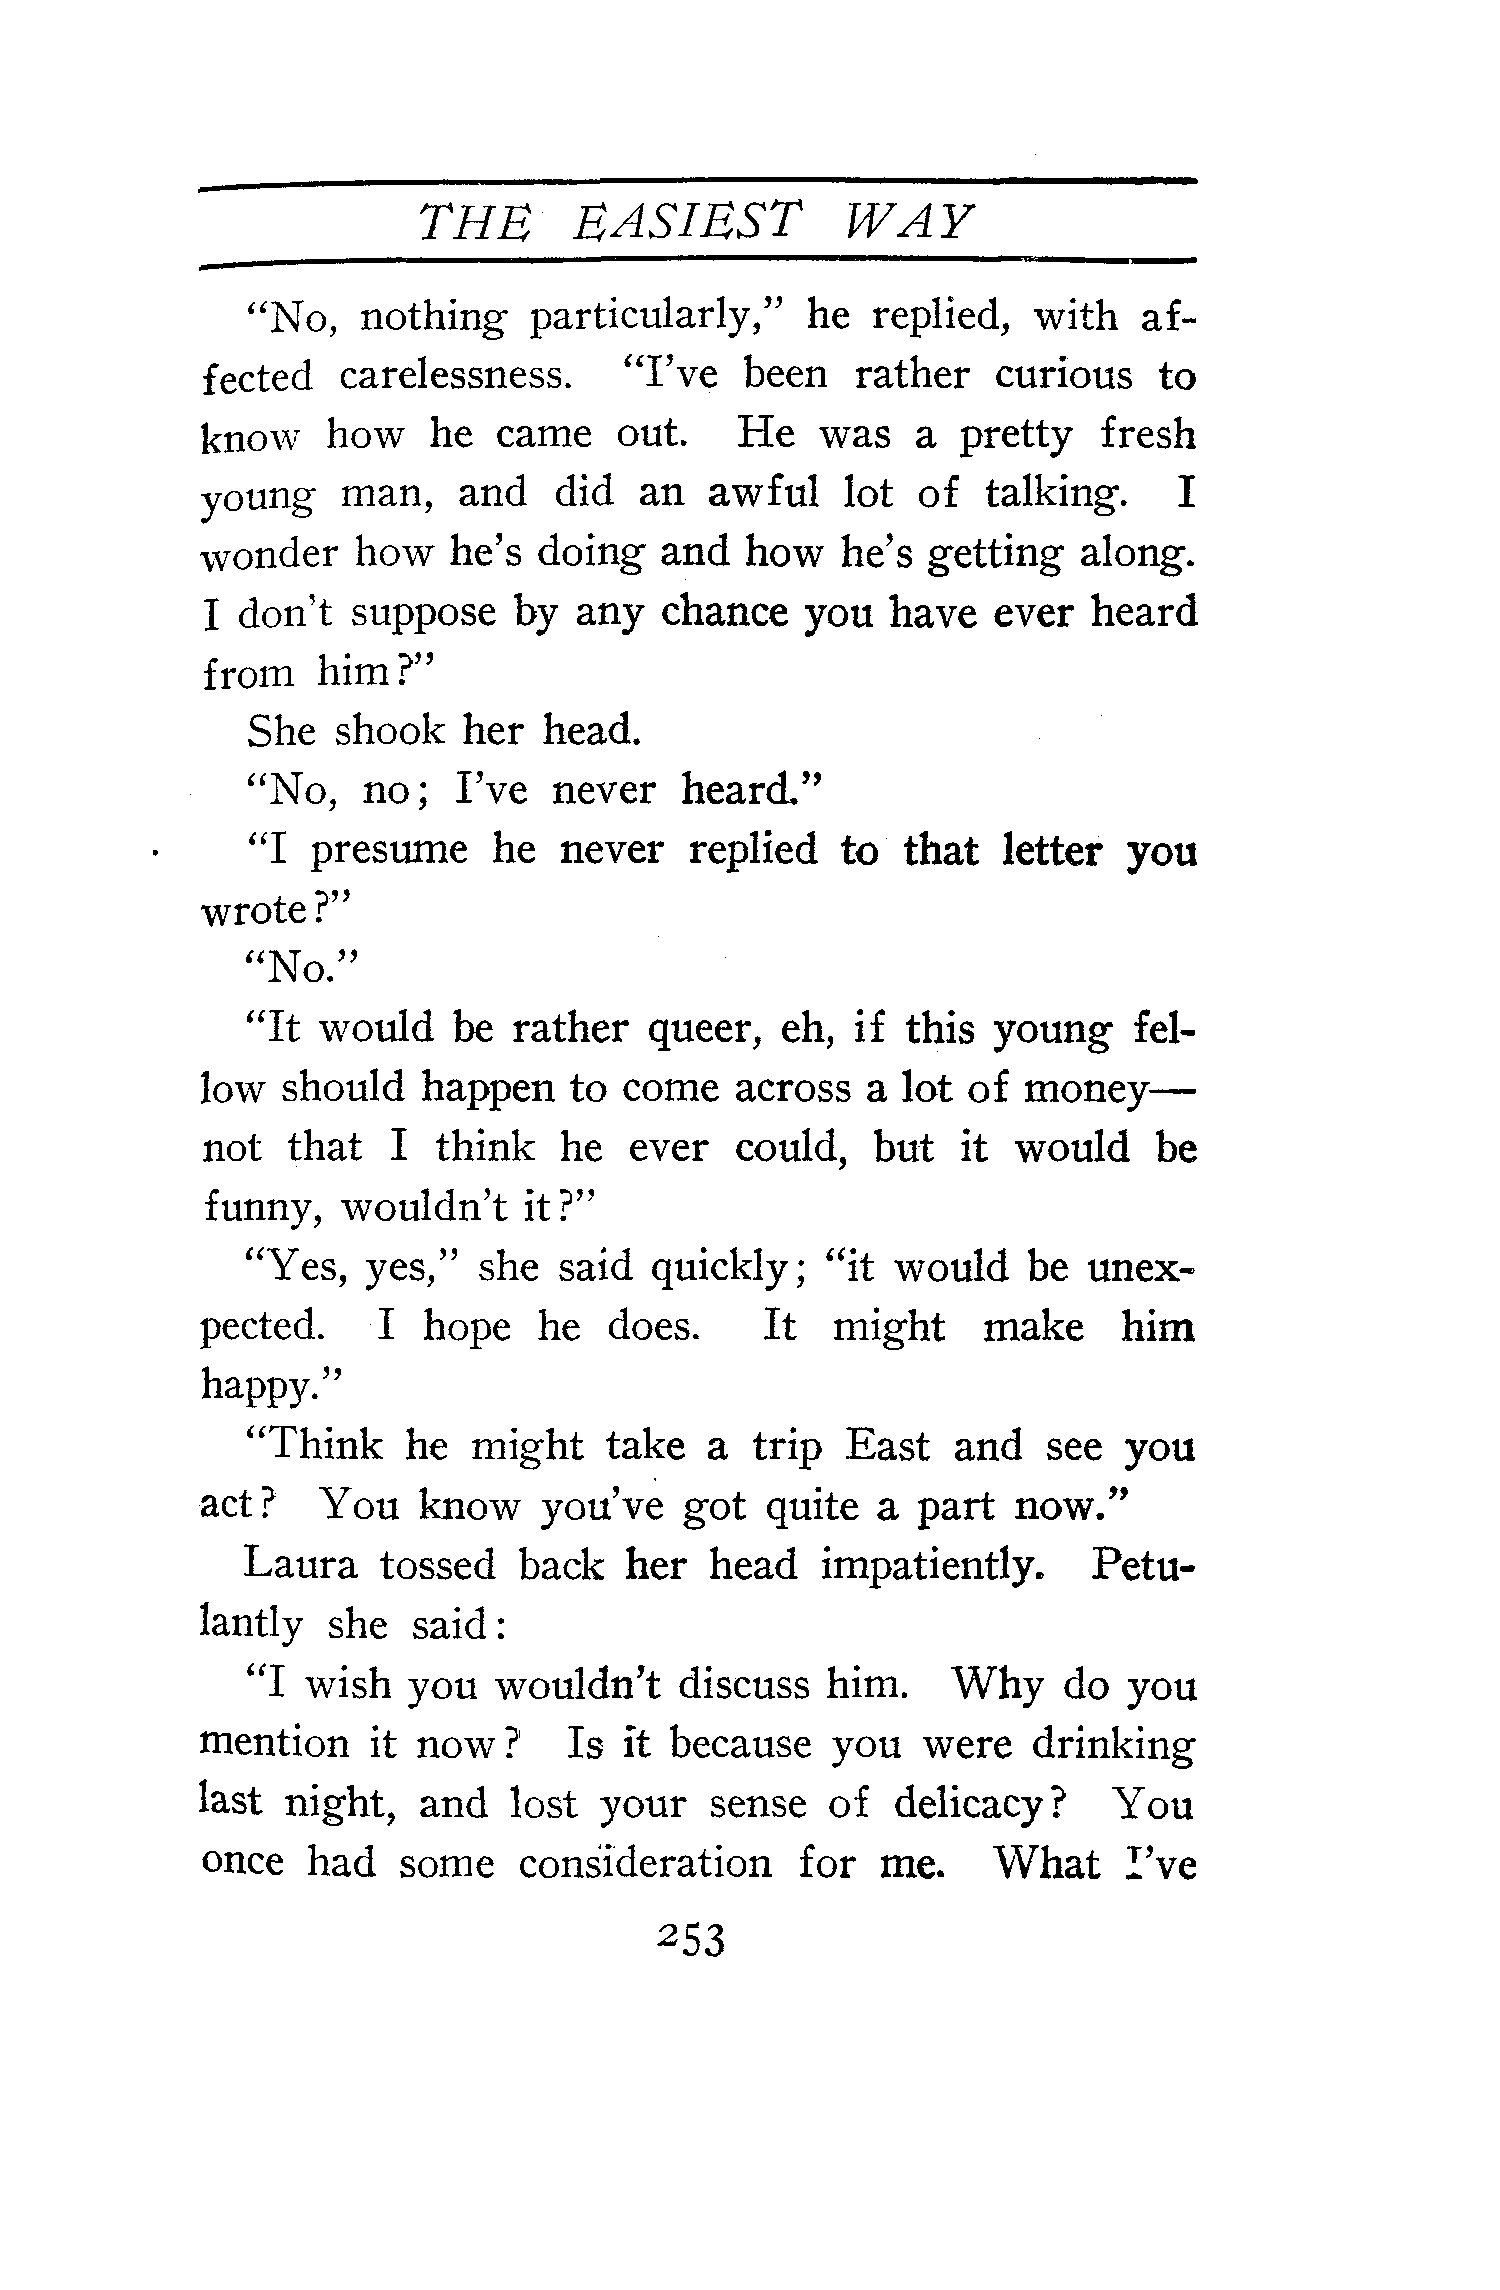 THE EASIEST WAY
"No, nothing particularly," he replied, with af-
fected carelessness. "I've been rather curious to
know how he came out. He was a pretty fresh
young man, and did an awful lot of talking. I
wonder how he's doing and how he's getting along.
I don't suppose by any chance you have ever heard
from him?"
She shook her head.
"No, no; I've never heard."
"I presume he never replied to that letter you
wrote?"
"No."
"It would be rather queer, eh, if this young fel-
low should happen to come across a lot of money—
not that I think he ever could, but it would be
funny, wouldn't it?"
"Yes, yes," she said quickly; "it would be unex-
pected. I hope he does. It might make him
happy."
"Think he might take a trip East and see you
act? You know you've got quite a part now."
Laura tossed back her head impatiently. Petu-
lantly she said:
"I wish you wouldn't discuss him. Why do you
mention it now? Is it because you were drinking
last night, and lost your sense of delicacy? You
once had some consideration for me. What I've
253